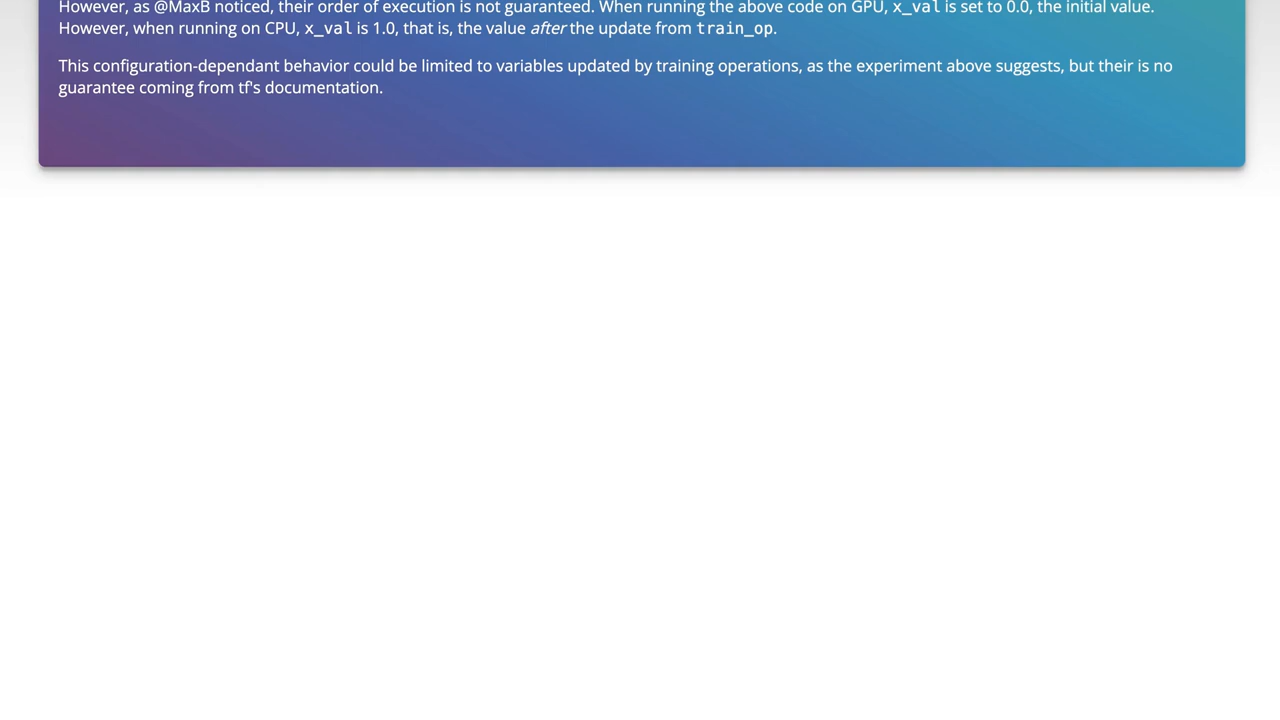 However, as @MaxB noticed, their order of execution is not guaranteed. When running the above code on GPU, x_val is set to 0.0, the initial value.
However, when running on CPU, x_val is 1.0, that is, the value after the update from train_op.
This configuration-dependant behavior could be limited to variables updated by training operations, as the experiment above suggests, but their is no
guarantee coming from tf's documentation.